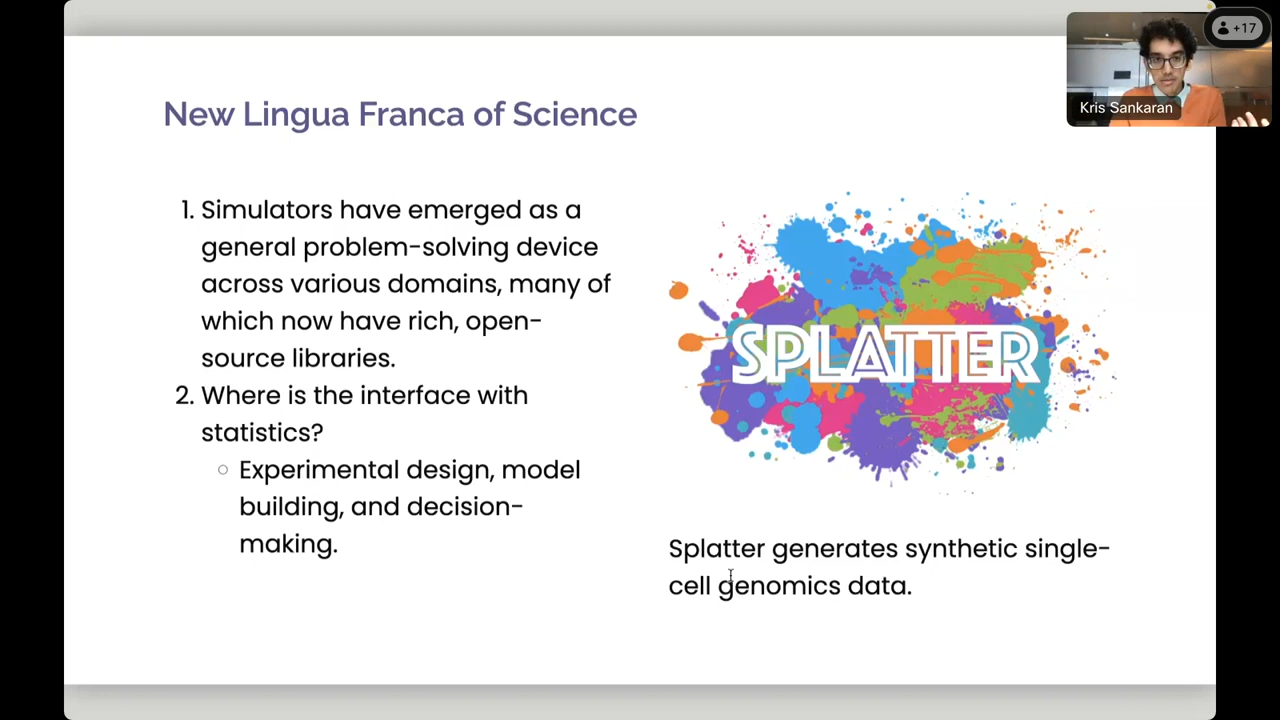 +17
Kris Sankaran
New Lingua Franca of Science
1. Simulators have emerged as a
general problem-solving device
across various domains, many of
which now have rich, open-
source libraries.
2. Where is the interface with
statistics?
○ Experimental design, model
building, and decision-
making.
SPLATTER
Splatter generates synthetic single-
cell genomics data.